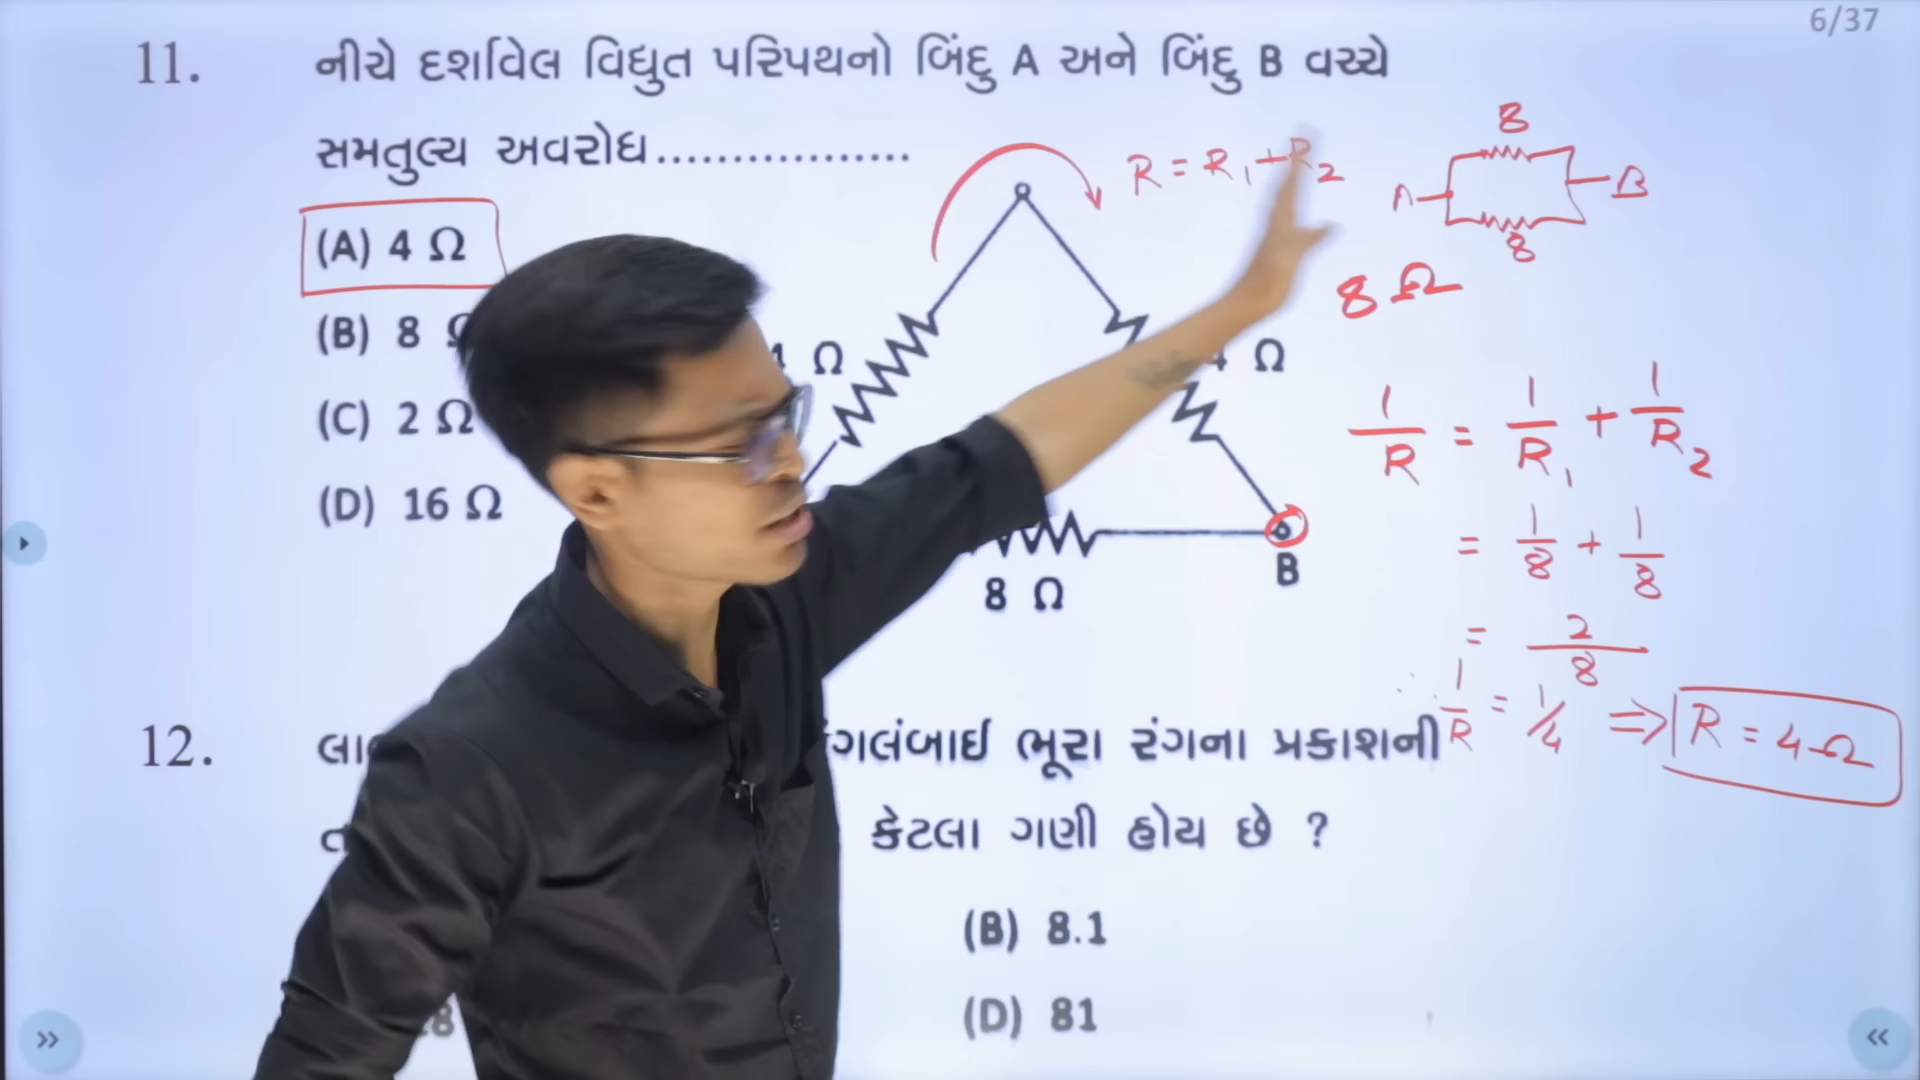 6/37
11. નીચે દર્શાવેલ વિદ્યુત પરિપથનો બિંદુ A અને બિંદુ B વચ્ચે
સમતુલ્ય અવરોધ.................
(A) 4 Ω
(B) 8
(C) 2 Ω
(D) 16 Ω
Ω
4 Ω
8 Ω
B
R = R₁ + R₂
8
A
B
8
8 Ω
1/R = 1/R₁ + 1/R₂
= 1/8 + 1/8
= 2/8
1/R = 1/4 ⇒ R = 4 Ω
12.
ભૂરા રંગના પ્રકાશની
કેટલા ગણી હોય છે ?
(B) 8.1
(D) 81